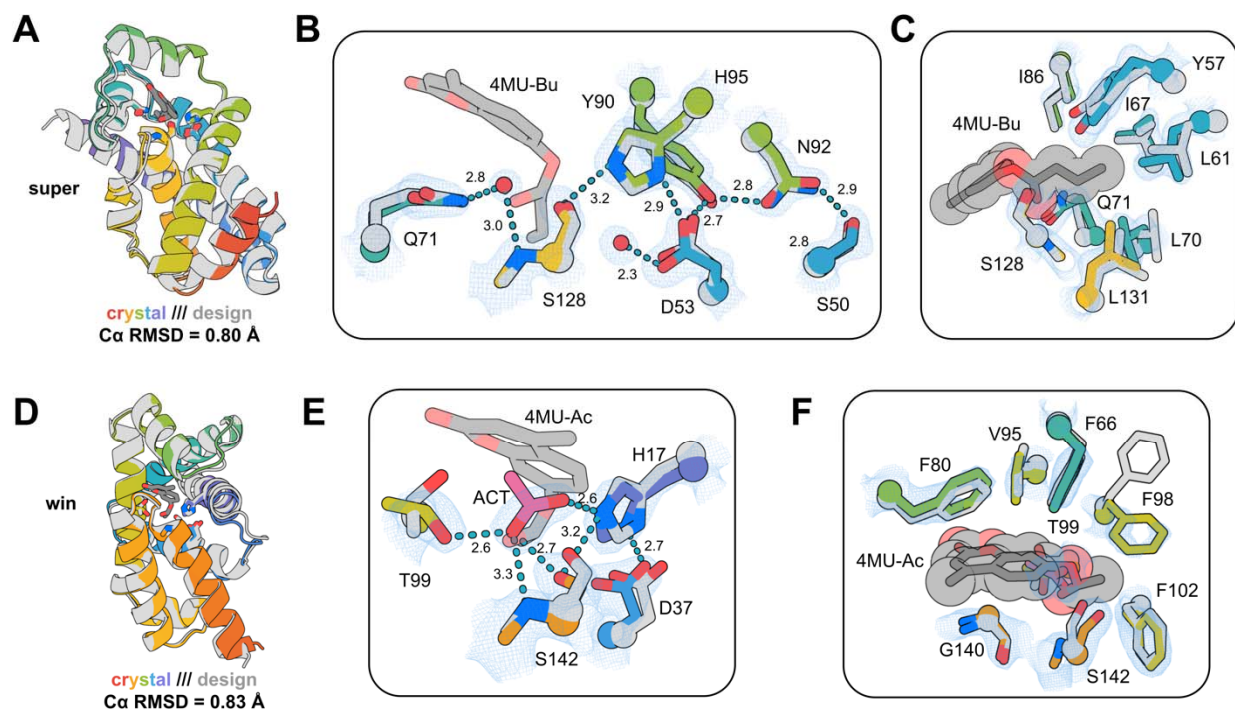 A
super
crystal /// design
Cα RMSD = 0.80 Å
B
4MU-Bu
H95
Y90
N92
2.8
3.0
3.2
2.9
2.7
2.8
2.9
2.8
2.3
Q71
S128
D53
S50
C
Y57
I86
I67
4MU-Bu
L61
Q71
L70
S128
L131
D
win
crystal /// design
Cα RMSD = 0.83 Å
E
4MU-Ac
H17
ACT
2.6
3.2
2.7
2.6
2.7
3.3
T99
D37
S142
F
F66
V95
F80
F98
T99
4MU-Ac
F102
G140
S142